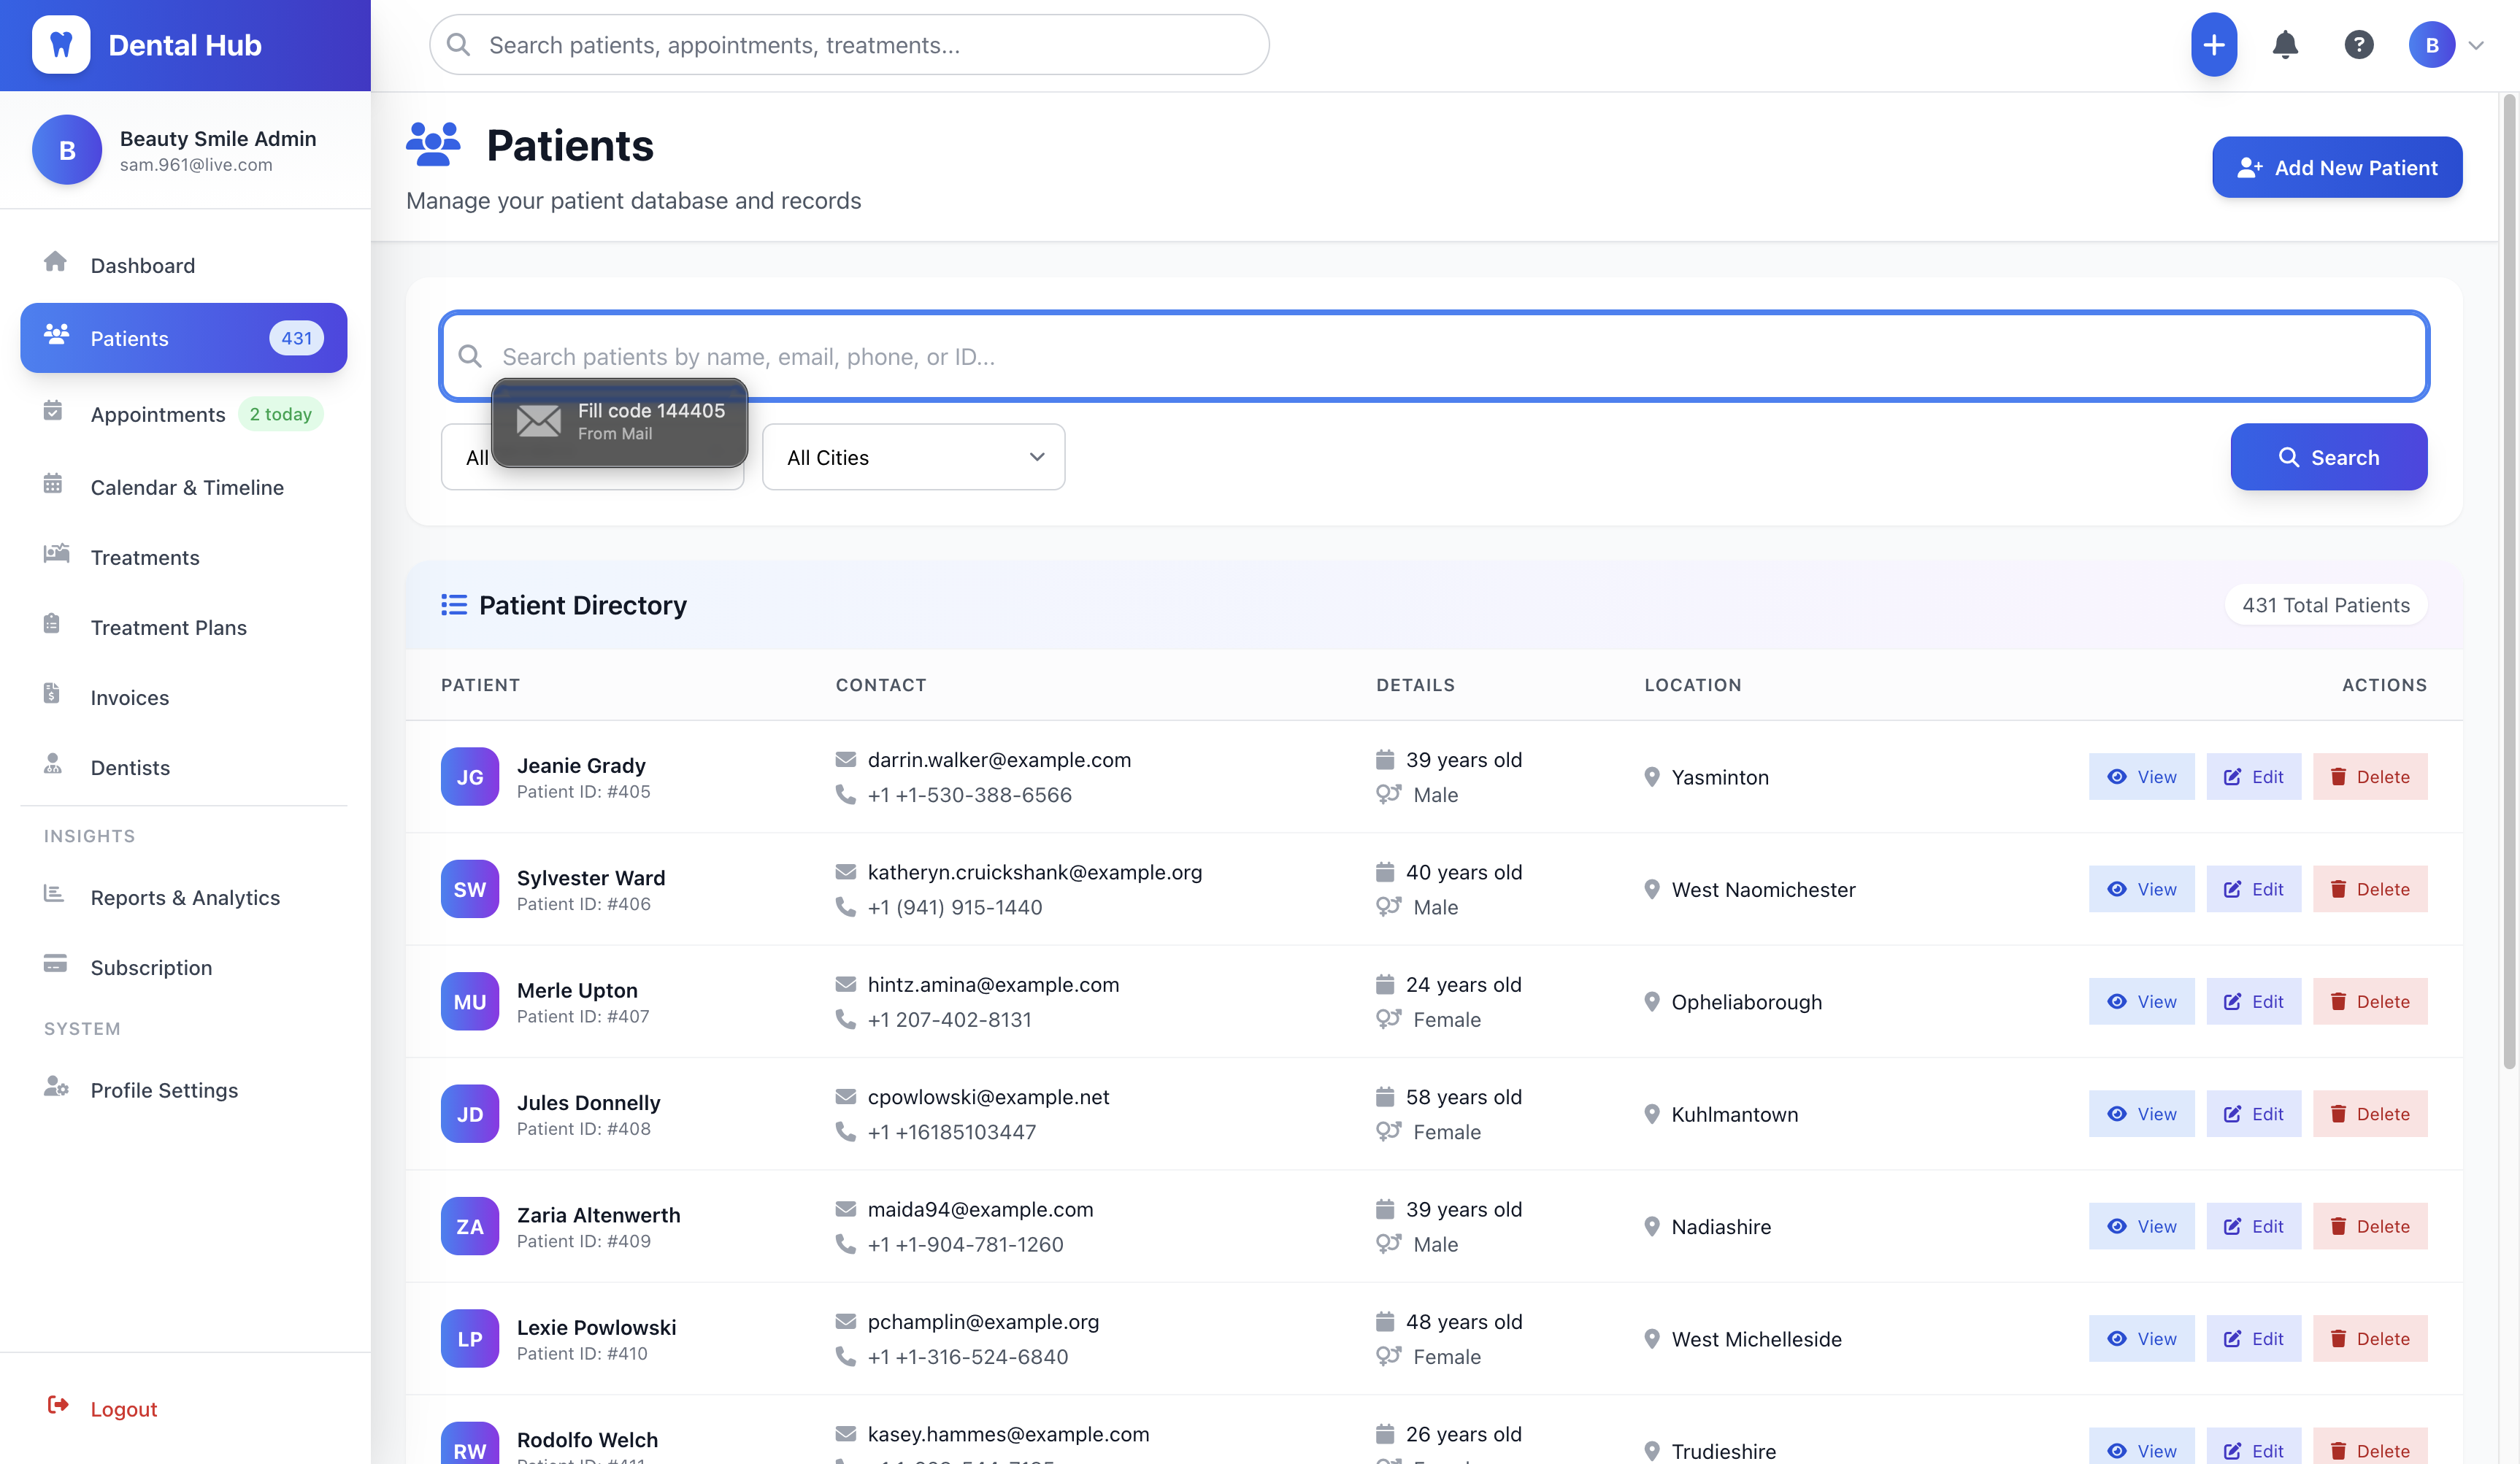 Dental Hub
Search patients, appointments, treatments...
B
Beauty Smile Admin
sam.961@live.com
B
Dashboard
Patients 431
Appointments 2 today
Calendar & Timeline
Treatments
Treatment Plans
Invoices
Dentists
INSIGHTS
Reports & Analytics
Subscription
SYSTEM
Profile Settings
Logout
Patients
Manage your patient database and records
Add New Patient
Search patients by name, email, phone, or ID...
Fill code 144405
From Mail
All
All Cities
Search
Patient Directory
431 Total Patients
PATIENT CONTACT DETAILS LOCATION ACTIONS
JG Jeanie Grady
Patient ID: #405
darrin.walker@example.com
+1 +1-530-388-6566
39 years old
Male
Yasminton
View Edit Delete
SW Sylvester Ward
Patient ID: #406
katheryn.cruickshank@example.org
+1 (941) 915-1440
40 years old
Male
West Naomichester
View Edit Delete
MU Merle Upton
Patient ID: #407
hintz.amina@example.com
+1 207-402-8131
24 years old
Female
Opheliaborough
View Edit Delete
JD Jules Donnelly
Patient ID: #408
cpowlowski@example.net
+1 +16185103447
58 years old
Female
Kuhlmantown
View Edit Delete
ZA Zaria Altenwerth
Patient ID: #409
maida94@example.com
+1 +1-904-781-1260
39 years old
Male
Nadiashire
View Edit Delete
LP Lexie Powlowski
Patient ID: #410
pchamplin@example.org
+1 +1-316-524-6840
48 years old
Female
West Michelleside
View Edit Delete
RW Rodolfo Welch
kasey.hammes@example.com
26 years old
Trudieshire
View Edit Delete